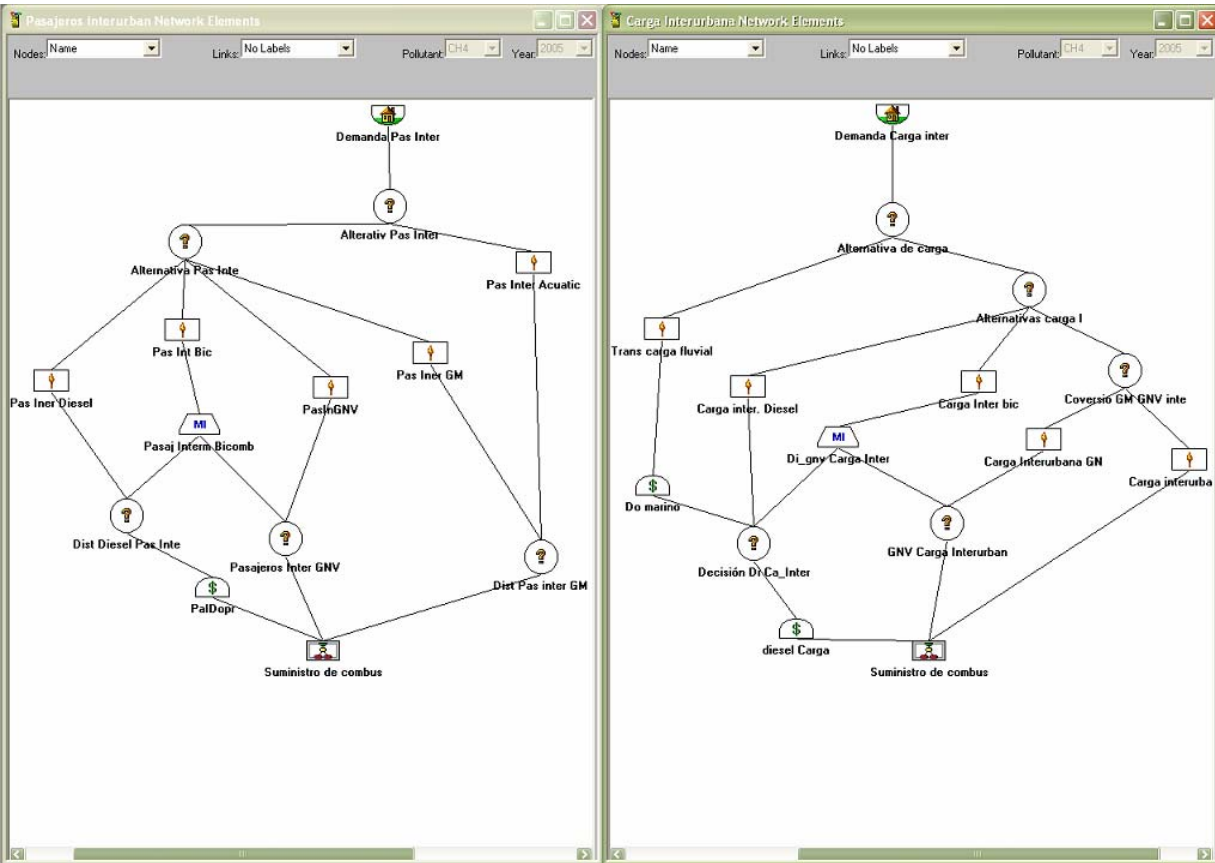 Pasajeros Interurban Network Elements
Nodes: Name
Links: No Labels
Pollutant: CH4
Year: 2005
Demanda Pas Inter
Alterativ Pas Inter
Alternativa Pas Inte
Pas Inter Acuatic
Pas Int Bic
Pas Iner GM
Pas Iner Diesel
PasInGNV
MI
Pasaj Interm Bicomb
Dist Diesel Pas Inte
Pasajeros Inter GNV
Dist Pas inter GM
$
PalDopr
Suministro de combus
Carga Interurbana Network Elements
Nodes: Name
Links: No Labels
Pollutant: CH4
Year: 2005
Demanda Carga inter
Alternativa de carga
Alternativas carga I
Trans carga fluvial
Carga inter. Diesel
Carga Inter bic
Coversio GM GNV inte
MI
Di_gnv Carga Inter
Carga Interurbana GN
Carga interurba
$
Do marino
GNV Carga Interurban
Decisión Di Ca_Inter
$
diesel Carga
Suministro de combus